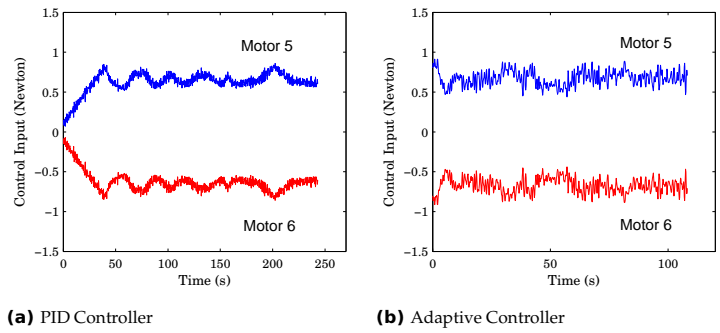 1.5
1
0.5
0
−0.5
−1
−1.5
Control Input (Newton)
Motor 5
Motor 6
0 50 100 150 200 250
Time (s)
(a) PID Controller
1.5
1
0.5
0
−0.5
−1
−1.5
Control Input (Newton)
Motor 5
Motor 6
0 50 100
Time (s)
(b) Adaptive Controller